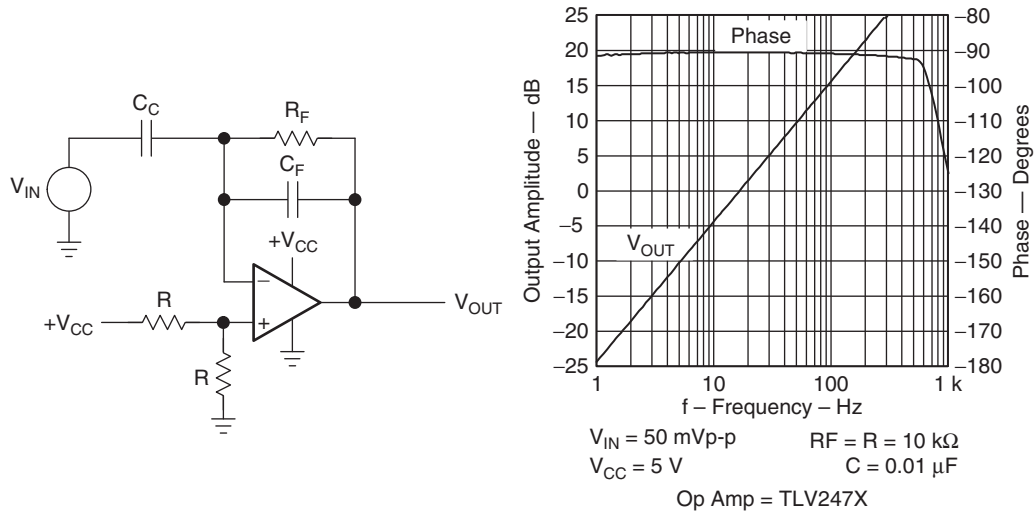 C_C
R_F
C_F
V_IN
+V_CC
+V_CC
R
R
−
+
V_OUT
Output Amplitude — dB
25
20
15
10
5
0
−5
−10
−15
−20
−25
Phase
V_OUT
−80
−90
−100
−110
−120
−130
−140
−150
−160
−170
−180
Phase — Degrees
1 10 100 1 k
f – Frequency – Hz
V_IN = 50 mVp-p RF = R = 10 kΩ
V_CC = 5 V C = 0.01 μF
Op Amp = TLV247X